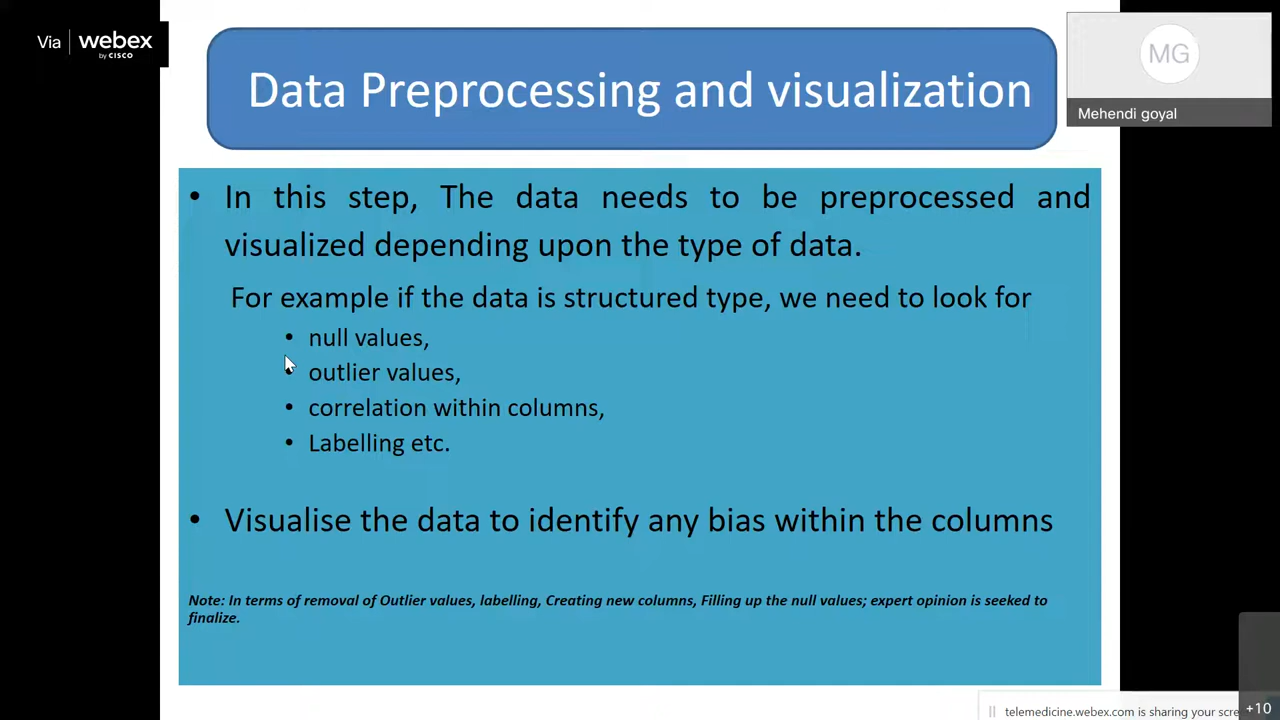 Via webex
by CISCO
Data Preprocessing and visualization
MG
Mehendi goyal
• In this step, The data needs to be preprocessed and
visualized depending upon the type of data.
For example if the data is structured type, we need to look for
• null values,
• outlier values,
• correlation within columns,
• Labelling etc.
• Visualise the data to identify any bias within the columns
Note: In terms of removal of Outlier values, labelling, Creating new columns, Filling up the null values; expert opinion is seeked to
finalize.
telemedicine.webex.com is sharing your scre
+10